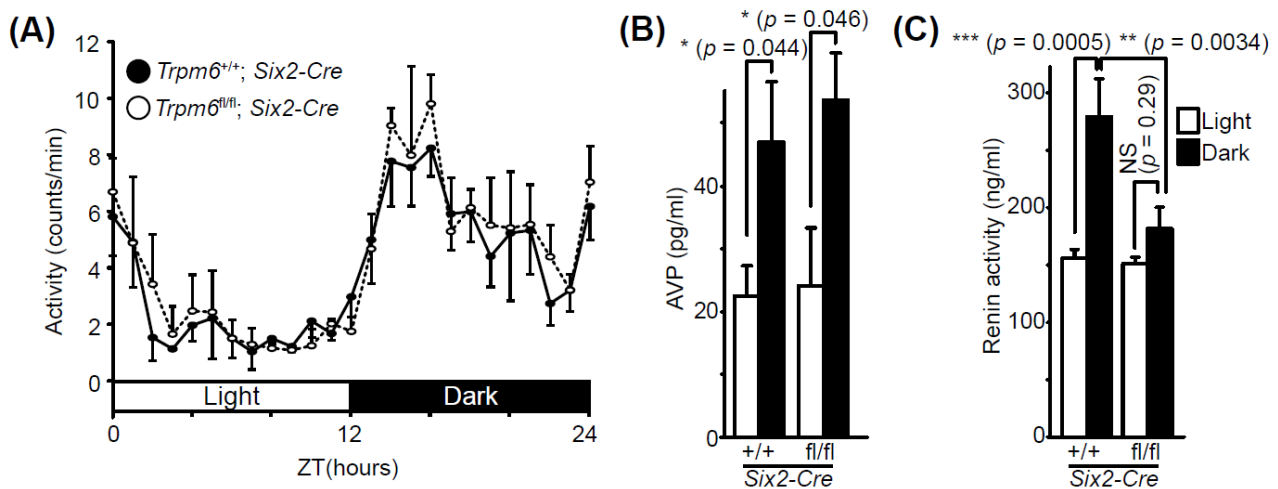 (A)
Activity (counts/min)
12
10
8
6
4
2
0
Trpm6+/+; Six2-Cre
Trpm6fl/fl; Six2-Cre
Light
Dark
0
12
24
ZT(hours)
(B)
* (p = 0.046)
* (p = 0.044)
AVP (pg/ml)
40
20
0
+/+
fl/fl
Six2-Cre
(C)
*** (p = 0.0005)
** (p = 0.0034)
NS
(p = 0.29)
Light
Dark
Renin activity (ng/ml)
300
200
150
100
0
+/+
fl/fl
Six2-Cre